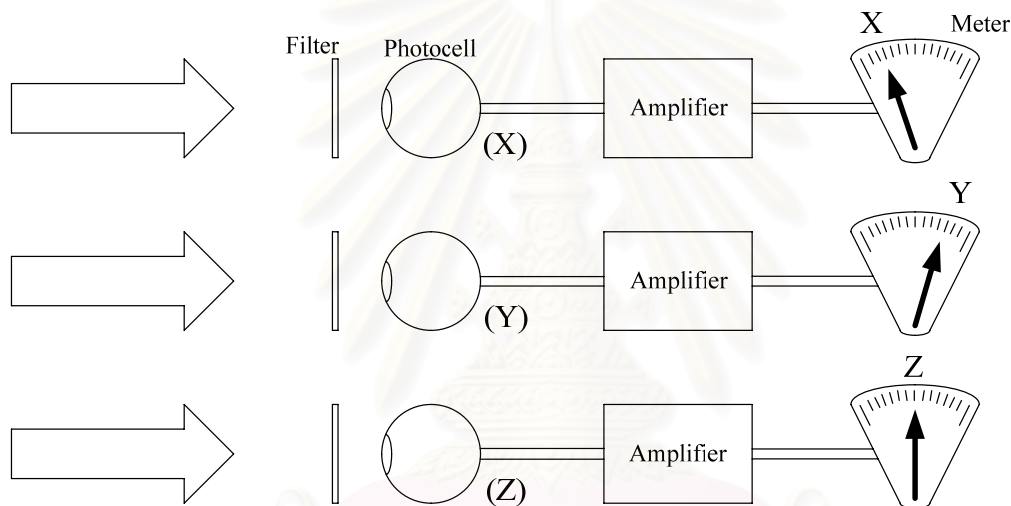 X
Filter Photocell Meter
Amplifier
(X)
Y
Amplifier
(Y)
Z
Amplifier
(Z)